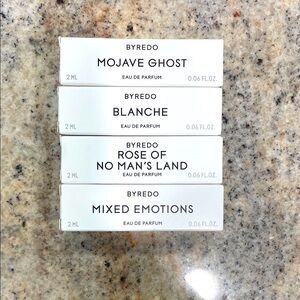 BYREDO
MOJAVE GHOST
2 ML EAU DE PARFUM 0.06 FL.OZ.
BYREDO
BLANCHE
2 ML EAU DE PARFUM 0.06 FL.OZ.
BYREDO
ROSE OF
NO MAN'S LAND
2 ML EAU DE PARFUM 0.06 FL.OZ.
BYREDO
MIXED EMOTIONS
2 ML EAU DE PARFUM 0.06 FL.OZ.